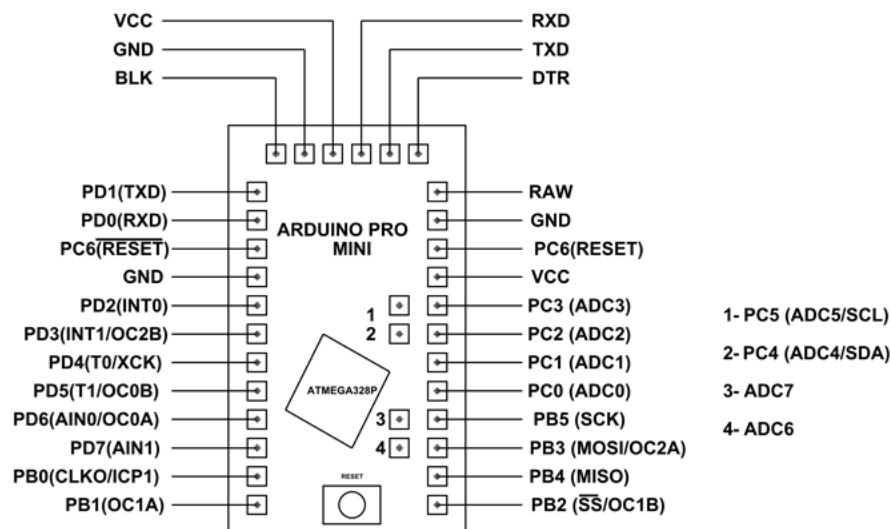 VCC
GND
BLK
RXD
TXD
DTR
PD1(TXD)
PD0(RXD)
PC6(RESET)
GND
PD2(INT0)
PD3(INT1/OC2B)
PD4(T0/XCK)
PD5(T1/OC0B)
PD6(AIN0/OC0A)
PD7(AIN1)
PB0(CLKO/ICP1)
PB1(OC1A)
ARDUINO PRO
MINI
1
2
ATMEGA328P
3
4
RESET
RAW
GND
PC6(RESET)
VCC
PC3 (ADC3)
PC2 (ADC2)
PC1 (ADC1)
PC0 (ADC0)
PB5 (SCK)
PB3 (MOSI/OC2A)
PB4 (MISO)
PB2 (SS/OC1B)
1- PC5 (ADC5/SCL)
2- PC4 (ADC4/SDA)
3- ADC7
4- ADC6